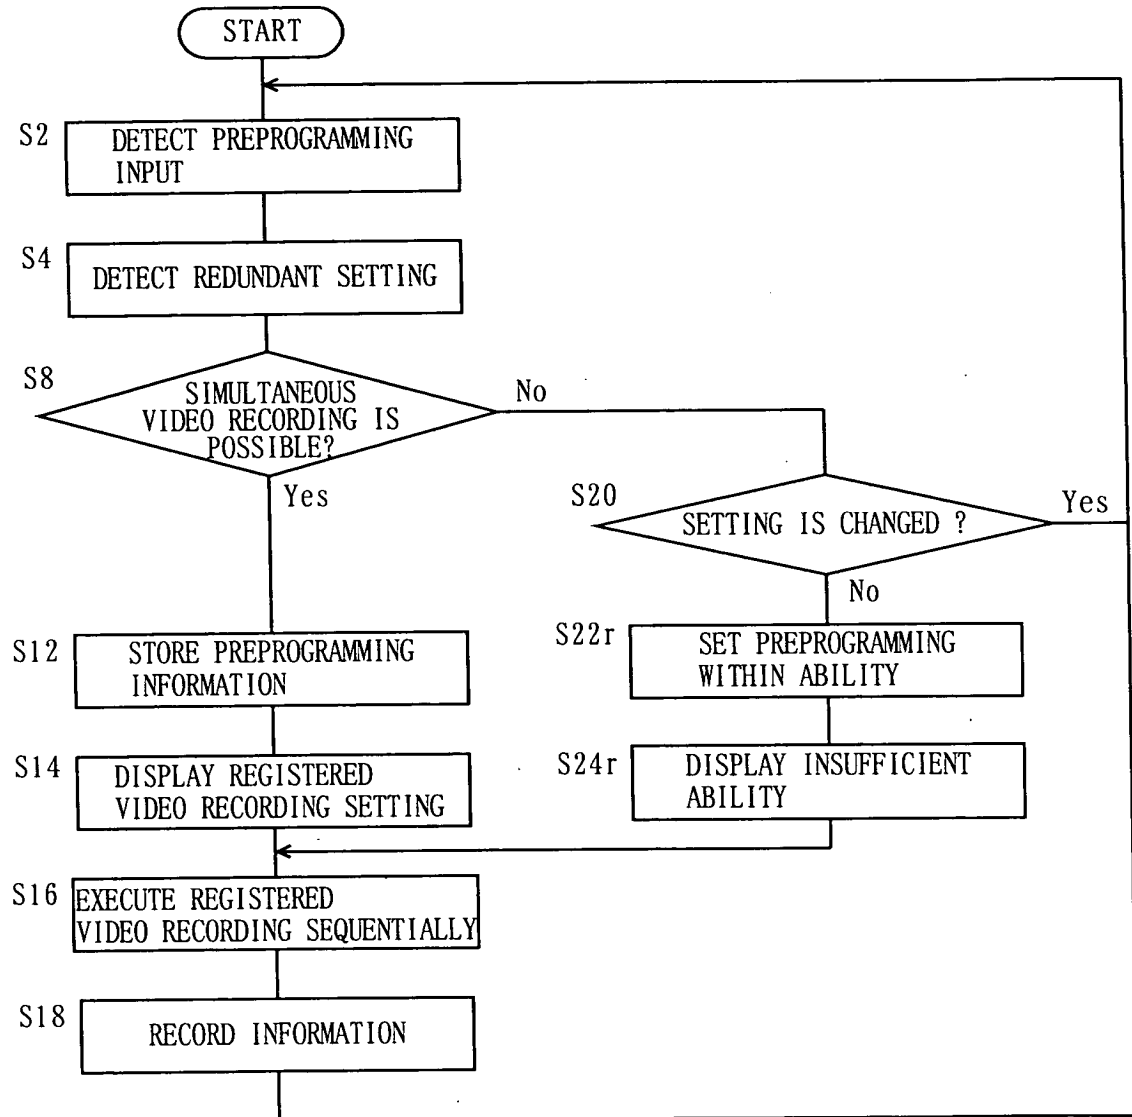 START
S2
DETECT PREPROGRAMMING
INPUT
S4
DETECT REDUNDANT SETTING
S8
SIMULTANEOUS
VIDEO RECORDING IS
POSSIBLE?
No
Yes
S20
SETTING IS CHANGED ?
Yes
No
S12
STORE PREPROGRAMMING
INFORMATION
S22r
SET PREPROGRAMMING
WITHIN ABILITY
S14
DISPLAY REGISTERED
VIDEO RECORDING SETTING
S24r
DISPLAY INSUFFICIENT
ABILITY
S16
EXECUTE REGISTERED
VIDEO RECORDING SEQUENTIALLY
S18
RECORD INFORMATION